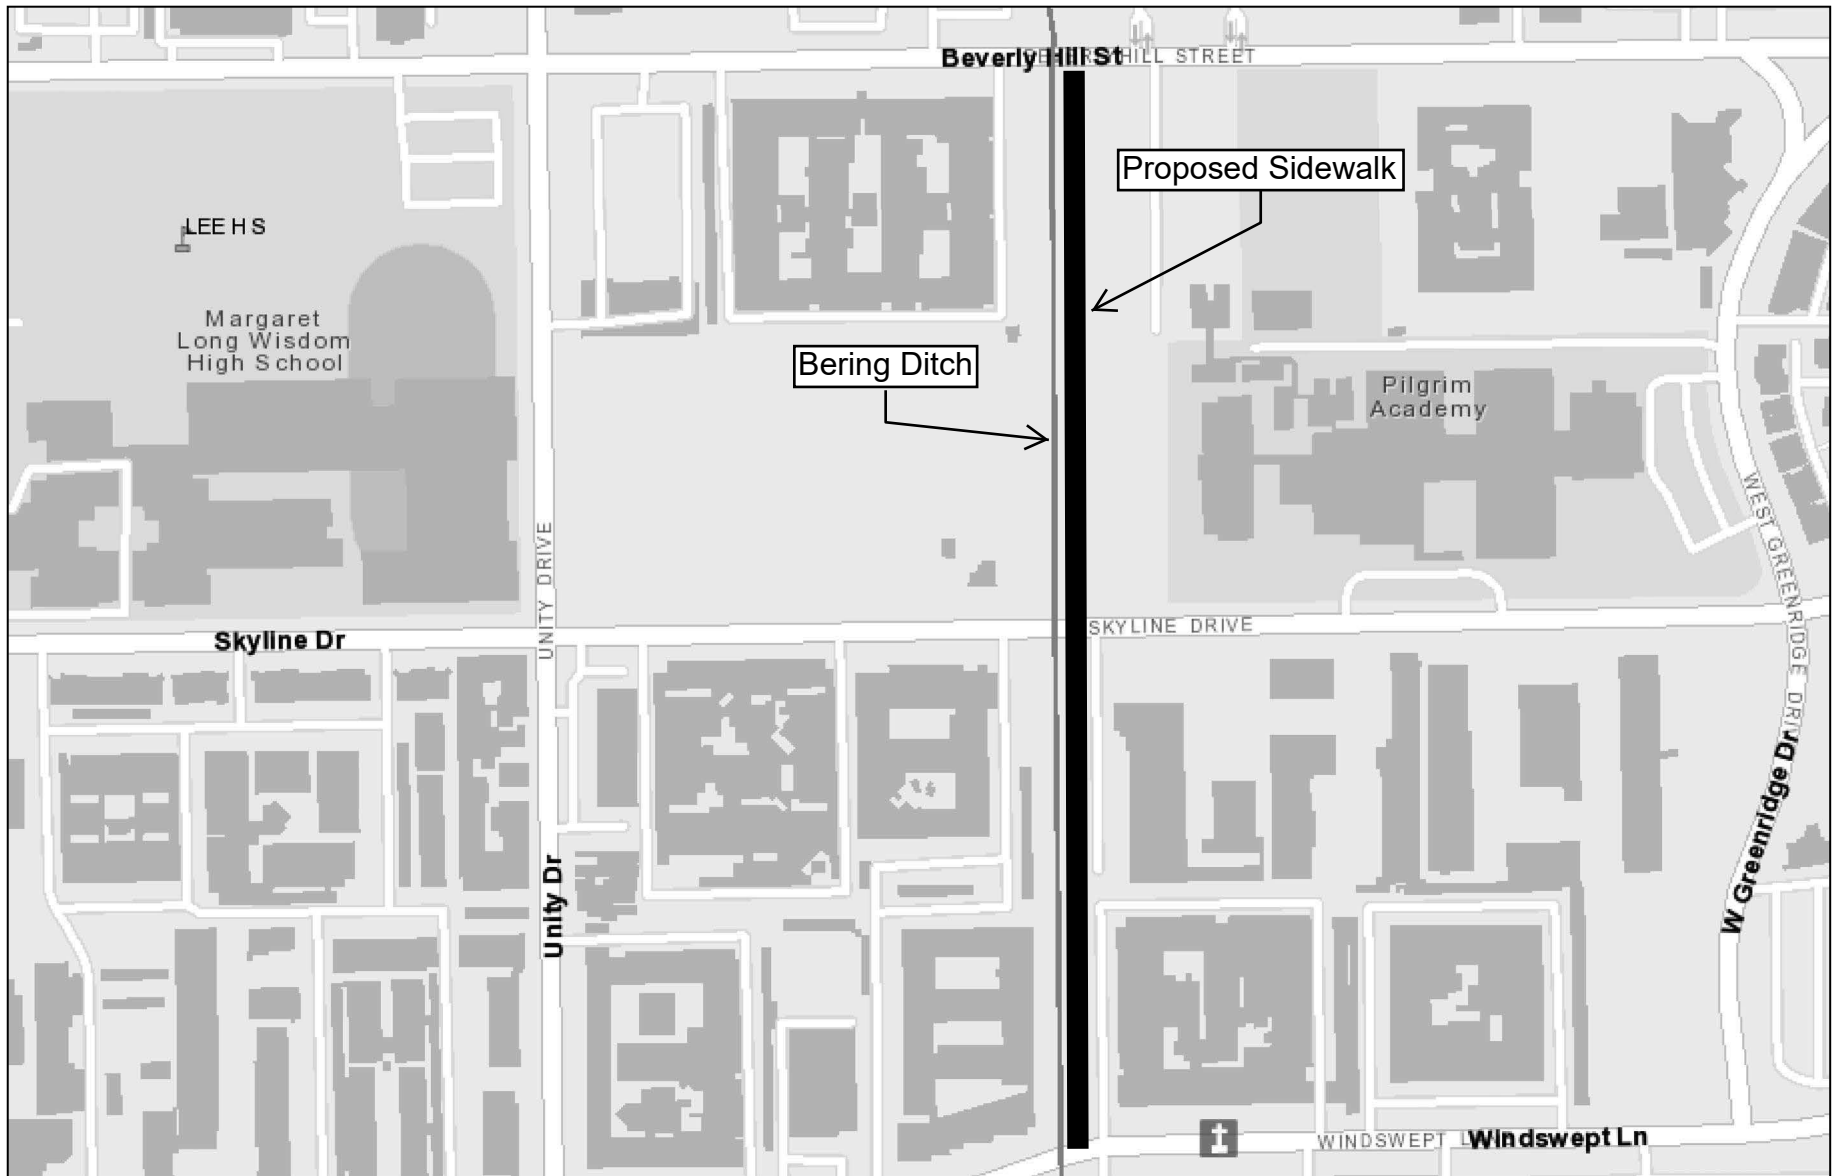 Beverly Hill St
HILL STREET
Proposed Sidewalk
LEE H S
Margaret
Long Wisdom
High School
Bering Ditch
Pilgrim
Academy
WEST GREENRIDGE DRIVE
UNITY DRIVE
SKYLINE DRIVE
Skyline Dr
W Greenridge Dr
Unity Dr
WINDSWEPT
Windswept Ln